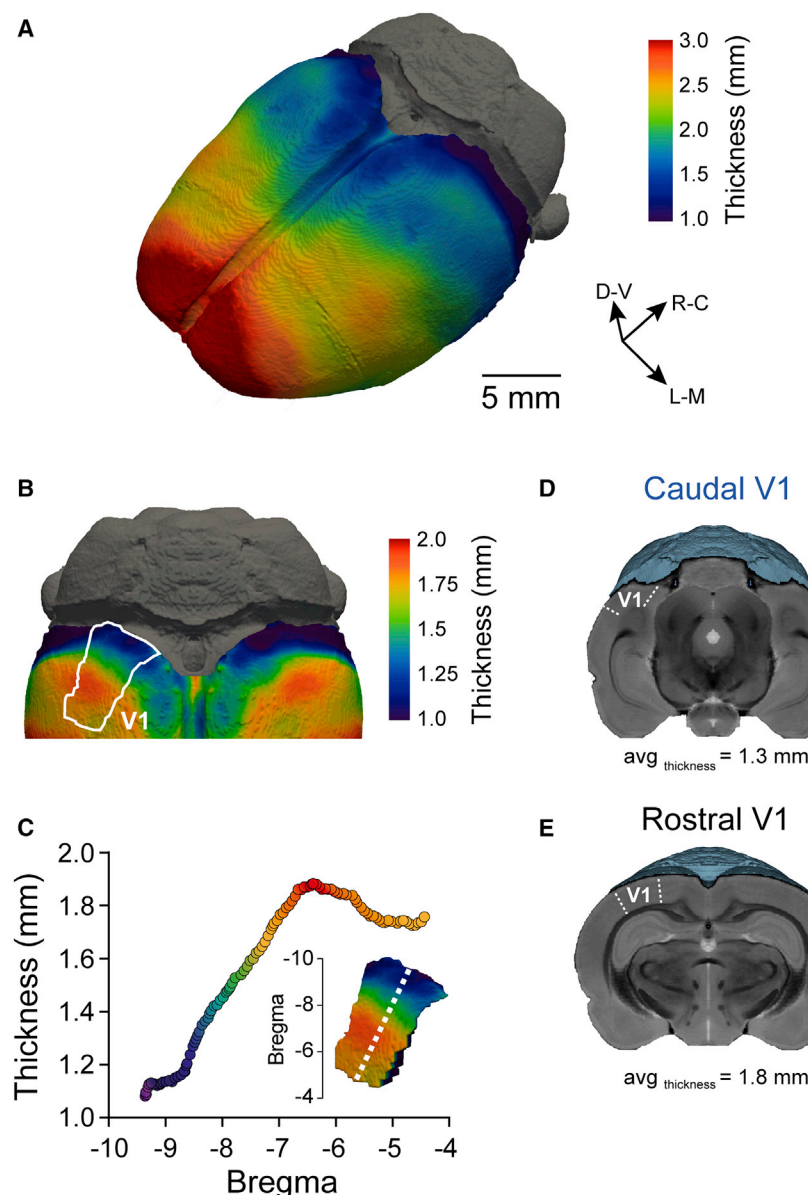 A
3.0
2.5
2.0
1.5
1.0
Thickness (mm)
D-V
R-C
L-M
5 mm
B
2.0
1.75
1.5
1.25
1.0
Thickness (mm)
V1
C
2.0
1.8
1.6
1.4
1.2
1.0
Thickness (mm)
-10
-8
-6
-4
Bregma
-10 -9 -8 -7 -6 -5 -4
Bregma
D
Caudal V1
V1
avg thickness = 1.3 mm
E
Rostral V1
V1
avg thickness = 1.8 mm